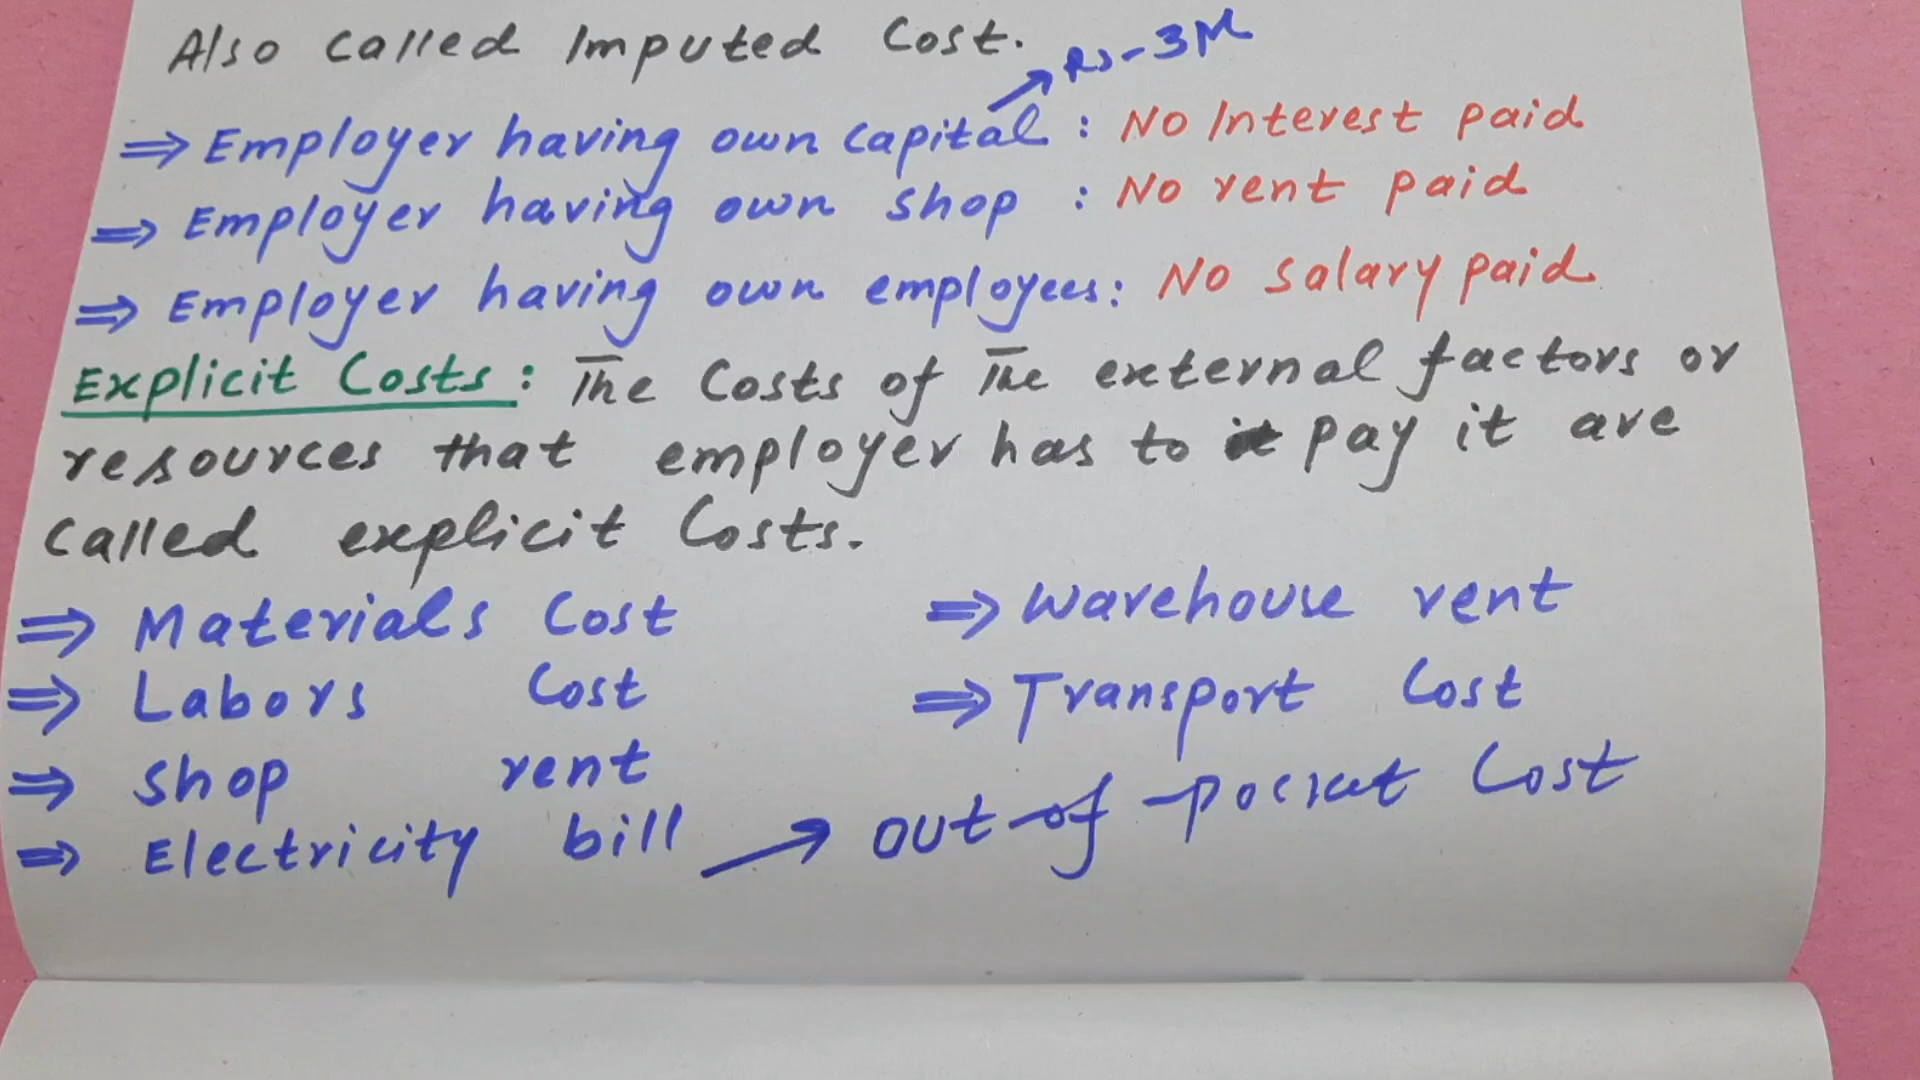 Also Called Imputed Cost.
Rs-3M
⇒ Employer having own capital : No Interest paid
⇒ Employer having own shop : No rent paid
⇒ Employer having own employees: No salary paid
Explicit Costs : The Costs of The external factors or
resources that employer has to pay it are
called explicit Costs.
⇒ Materials Cost ⇒ Warehouse rent
⇒ Labors Cost ⇒ Transport Cost
⇒ shop rent
⇒ Electricity bill → out-of-pocket Cost